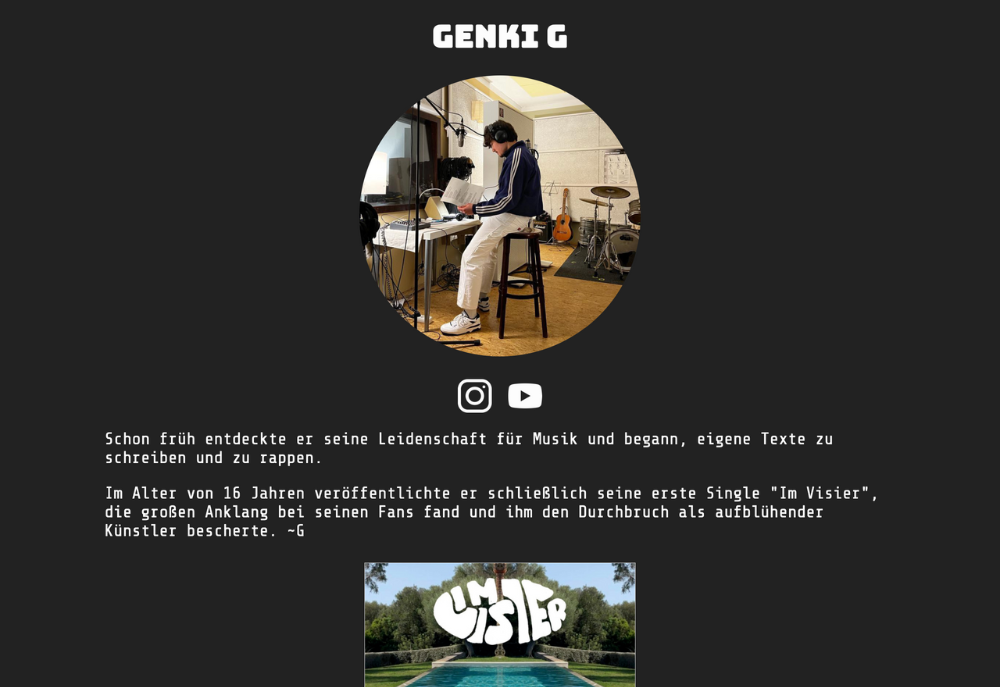 GENKI G
Schon früh entdeckte er seine Leidenschaft für Musik und begann, eigene Texte zu
schreiben und zu rappen.
Im Alter von 16 Jahren veröffentlichte er schließlich seine erste Single "Im Visier",
die großen Anklang bei seinen Fans fand und ihm den Durchbruch als aufblühender
Künstler bescherte. ~G
IM
VISIER